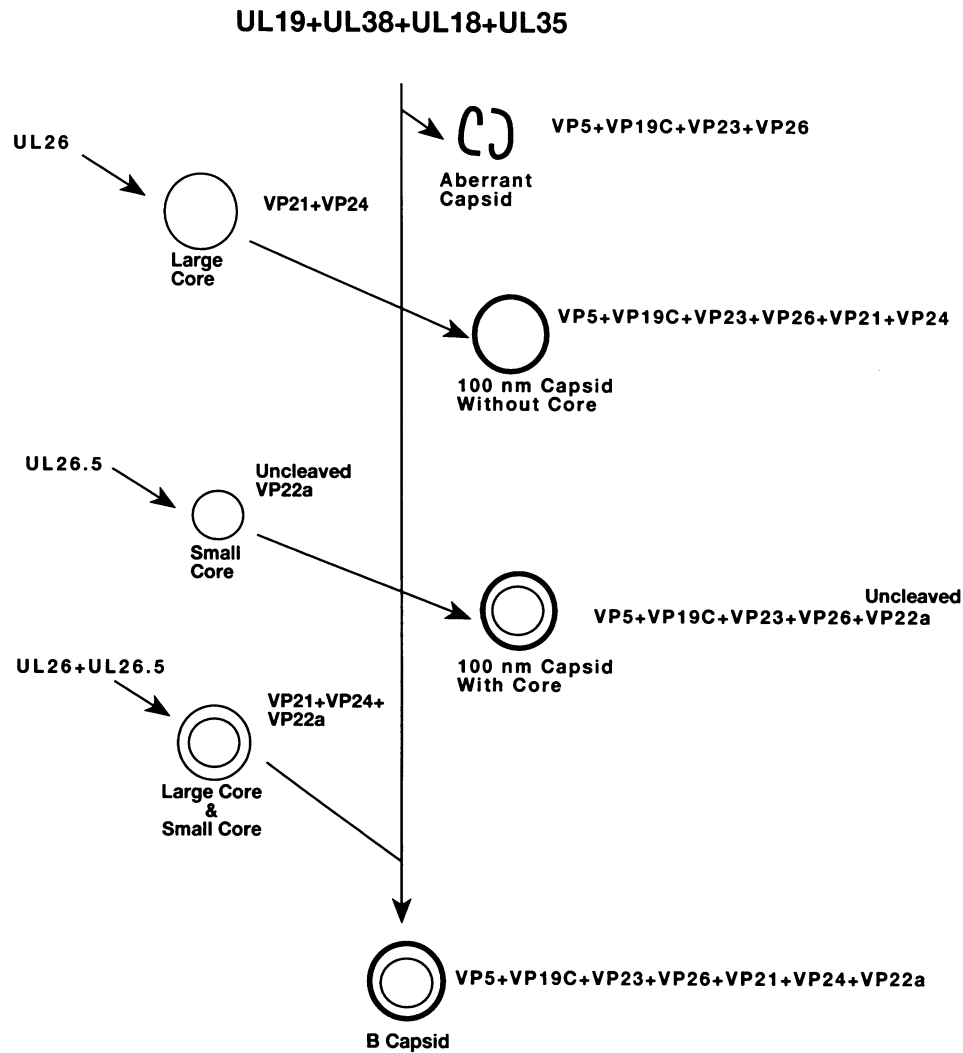 UL19+UL38+UL18+UL35
VP5+VP19C+VP23+VP26
Aberrant
Capsid
UL26
VP21+VP24
Large
Core
VP5+VP19C+VP23+VP26+VP21+VP24
100 nm Capsid
Without Core
UL26.5
Uncleaved
VP22a
Small
Core
Uncleaved
VP5+VP19C+VP23+VP26+VP22a
100 nm Capsid
With Core
UL26+UL26.5
VP21+VP24+
VP22a
Large Core
&
Small Core
VP5+VP19C+VP23+VP26+VP21+VP24+VP22a
B Capsid